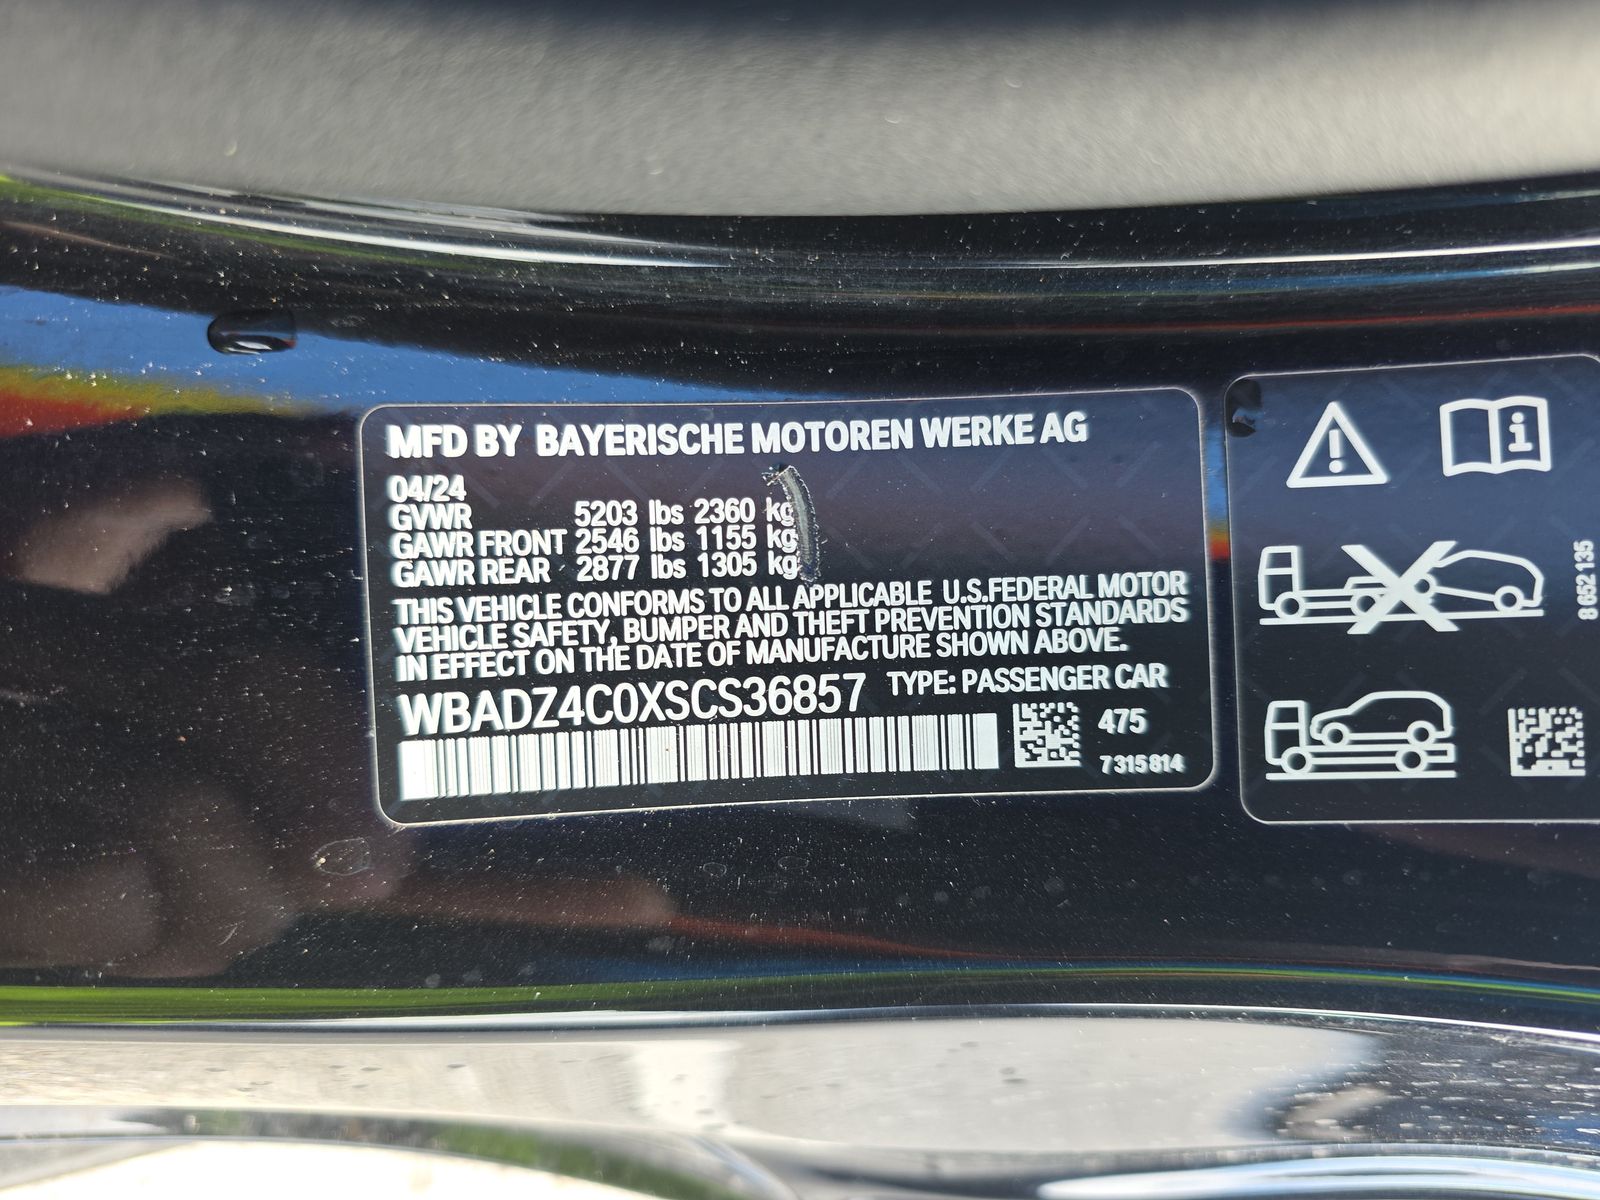 MFD BY BAYERISCHE MOTOREN WERKE AG
04/24
GVWR 5203 lbs 2360 kg
GAWR FRONT 2546 lbs 1155 kg
GAWR REAR 2877 lbs 1305 kg
THIS VEHICLE CONFORMS TO ALL APPLICABLE U.S.FEDERAL MOTOR
VEHICLE SAFETY, BUMPER AND THEFT PREVENTION STANDARDS
IN EFFECT ON THE DATE OF MANUFACTURE SHOWN ABOVE.
WBADZ4C0XSCS36857 TYPE: PASSENGER CAR
475
7 315 814
8 652 135